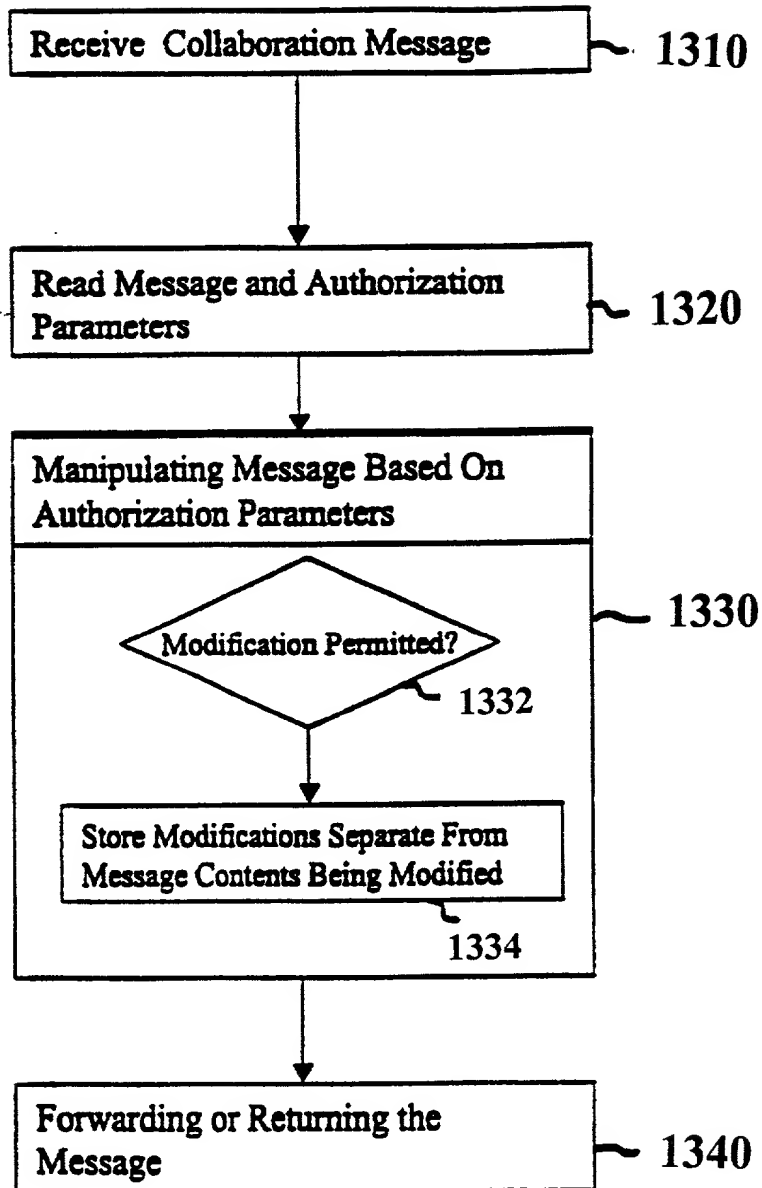 Receive Collaboration Message
1310
Read Message and Authorization
Parameters
1320
Manipulating Message Based On
Authorization Parameters
1330
Modification Permitted?
1332
Store Modifications Separate From
Message Contents Being Modified
1334
Forwarding or Returning the
Message
1340